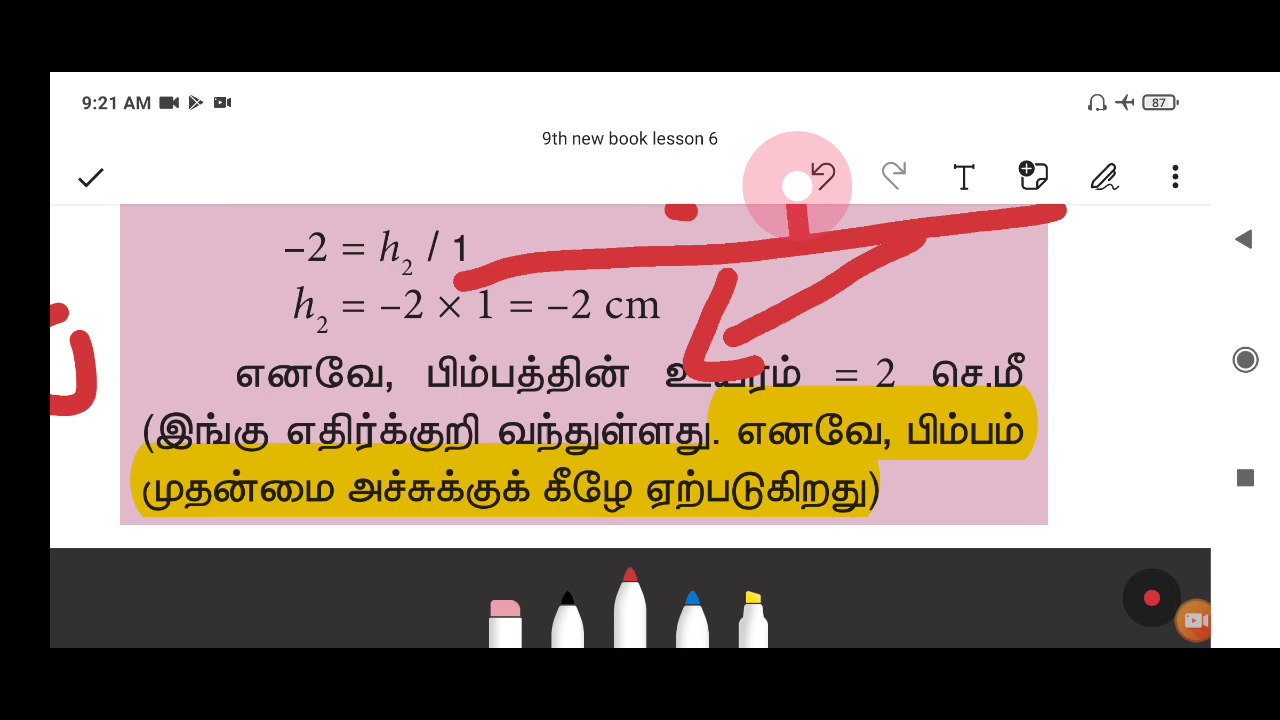 9:21 AM 87
9th new book lesson 6
T
−2 = h₂ / 1
h₂ = −2 × 1 = −2 cm
எனவே, பிம்பத்தின் உயரம் = 2 செ.மீ
(இங்கு எதிர்க்குறி வந்துள்ளது. எனவே, பிம்பம்
முதன்மை அச்சுக்குக் கீழே ஏற்படுகிறது)